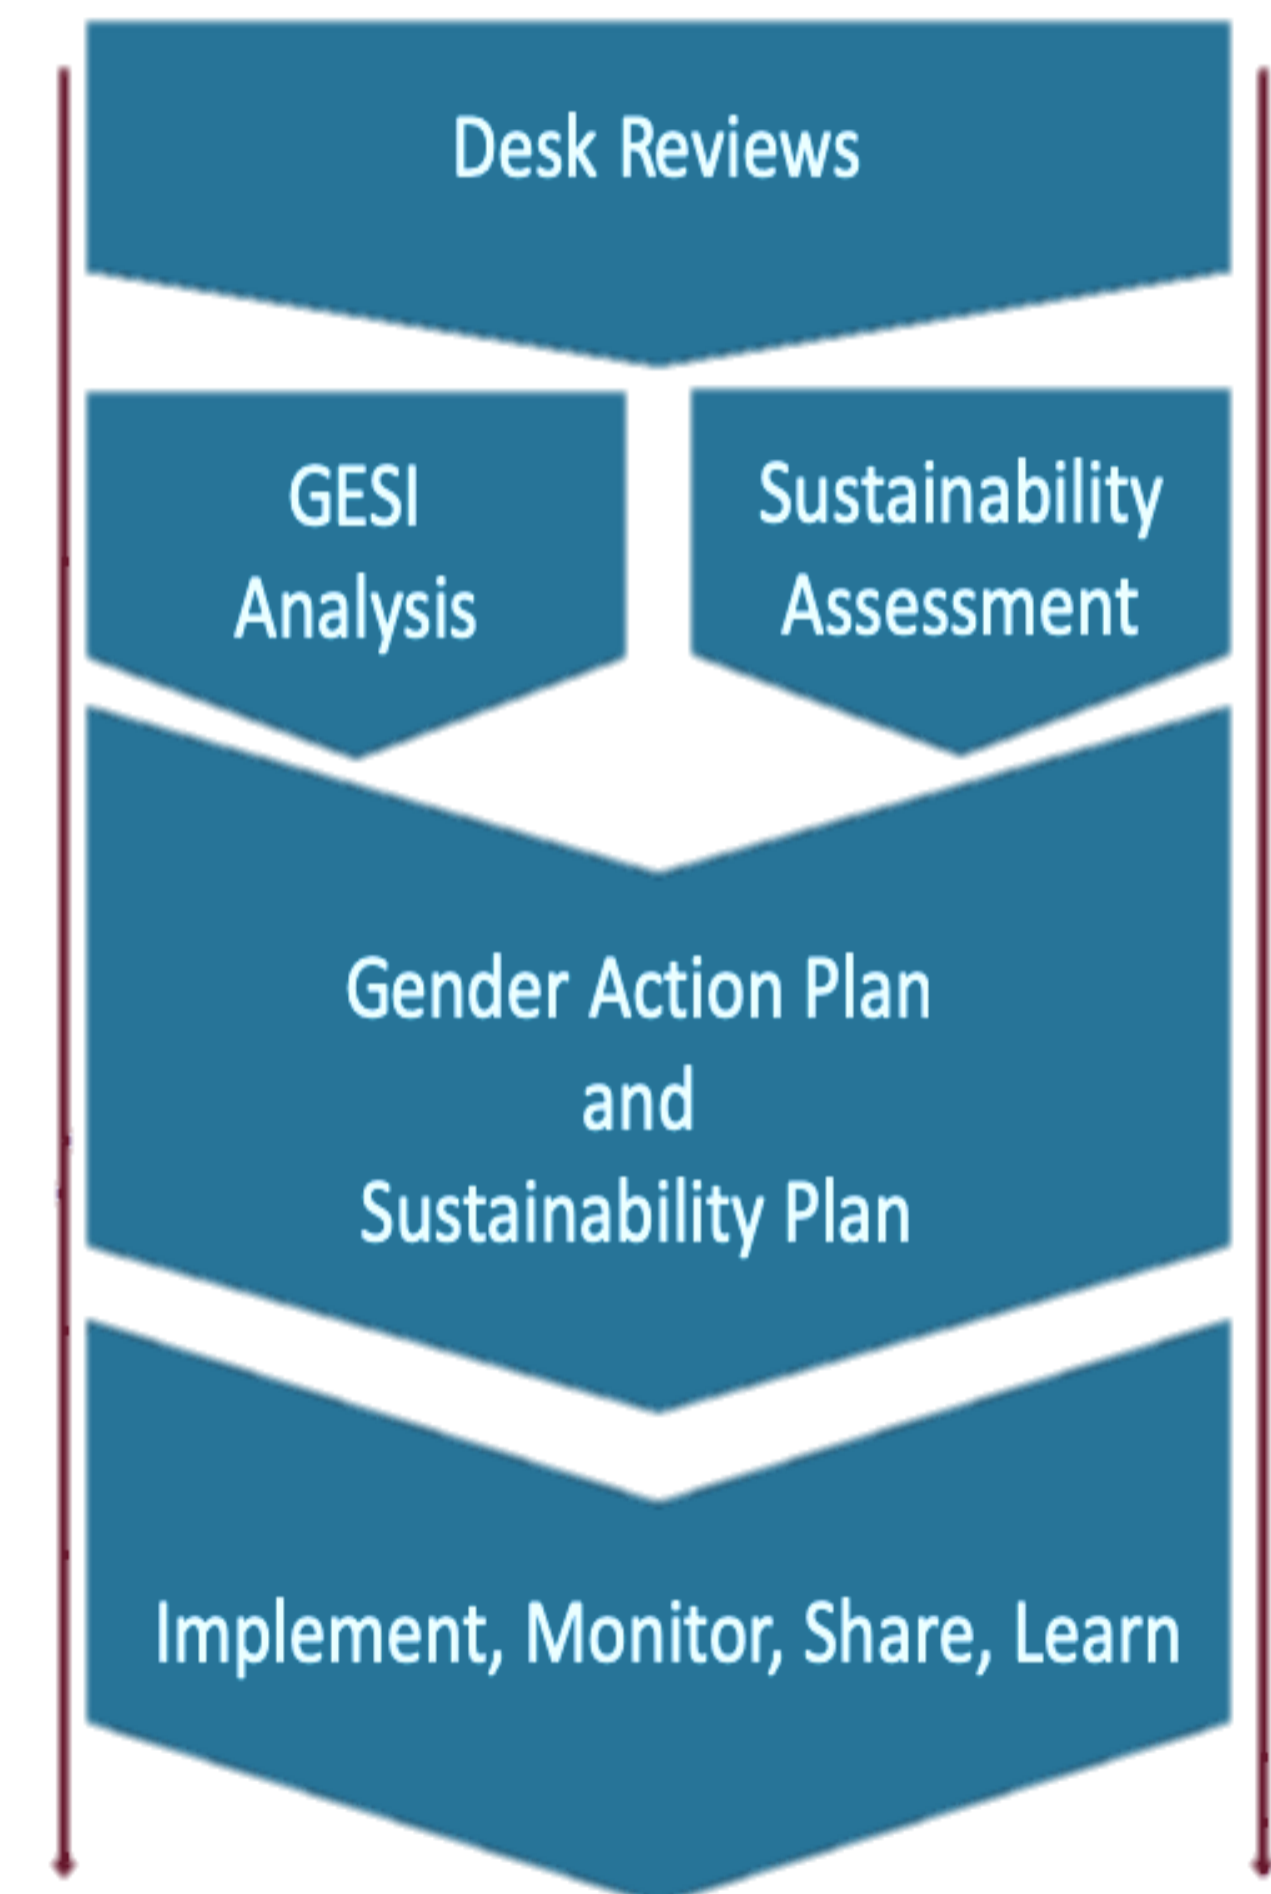 Desk Reviews
GESI
Analysis
Sustainability
Assessment
Gender Action Plan
and
Sustainability Plan
Implement, Monitor, Share, Learn